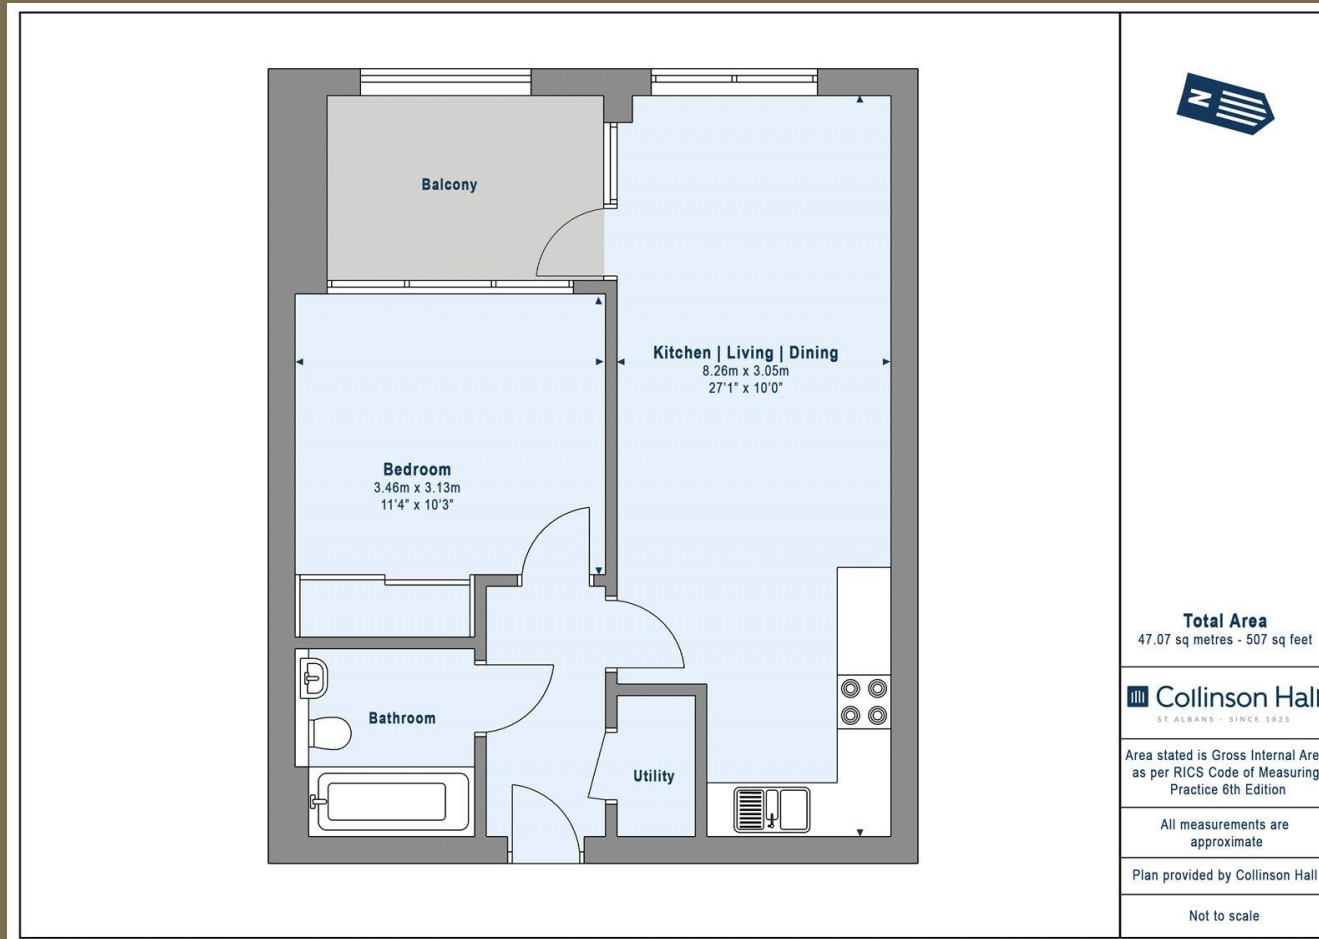 N
Balcony
Kitchen | Living | Dining
8.26m x 3.05m
27'1" x 10'0"
Bedroom
3.46m x 3.13m
11'4" x 10'3"
Bathroom
Utility
Total Area
47.07 sq metres - 507 sq feet
Collinson Hall
ST ALBANS - SINCE 1825
Area stated is Gross Internal Are
as per RICS Code of Measuring
Practice 6th Edition
All measurements are
approximate
Plan provided by Collinson Hall
Not to scale